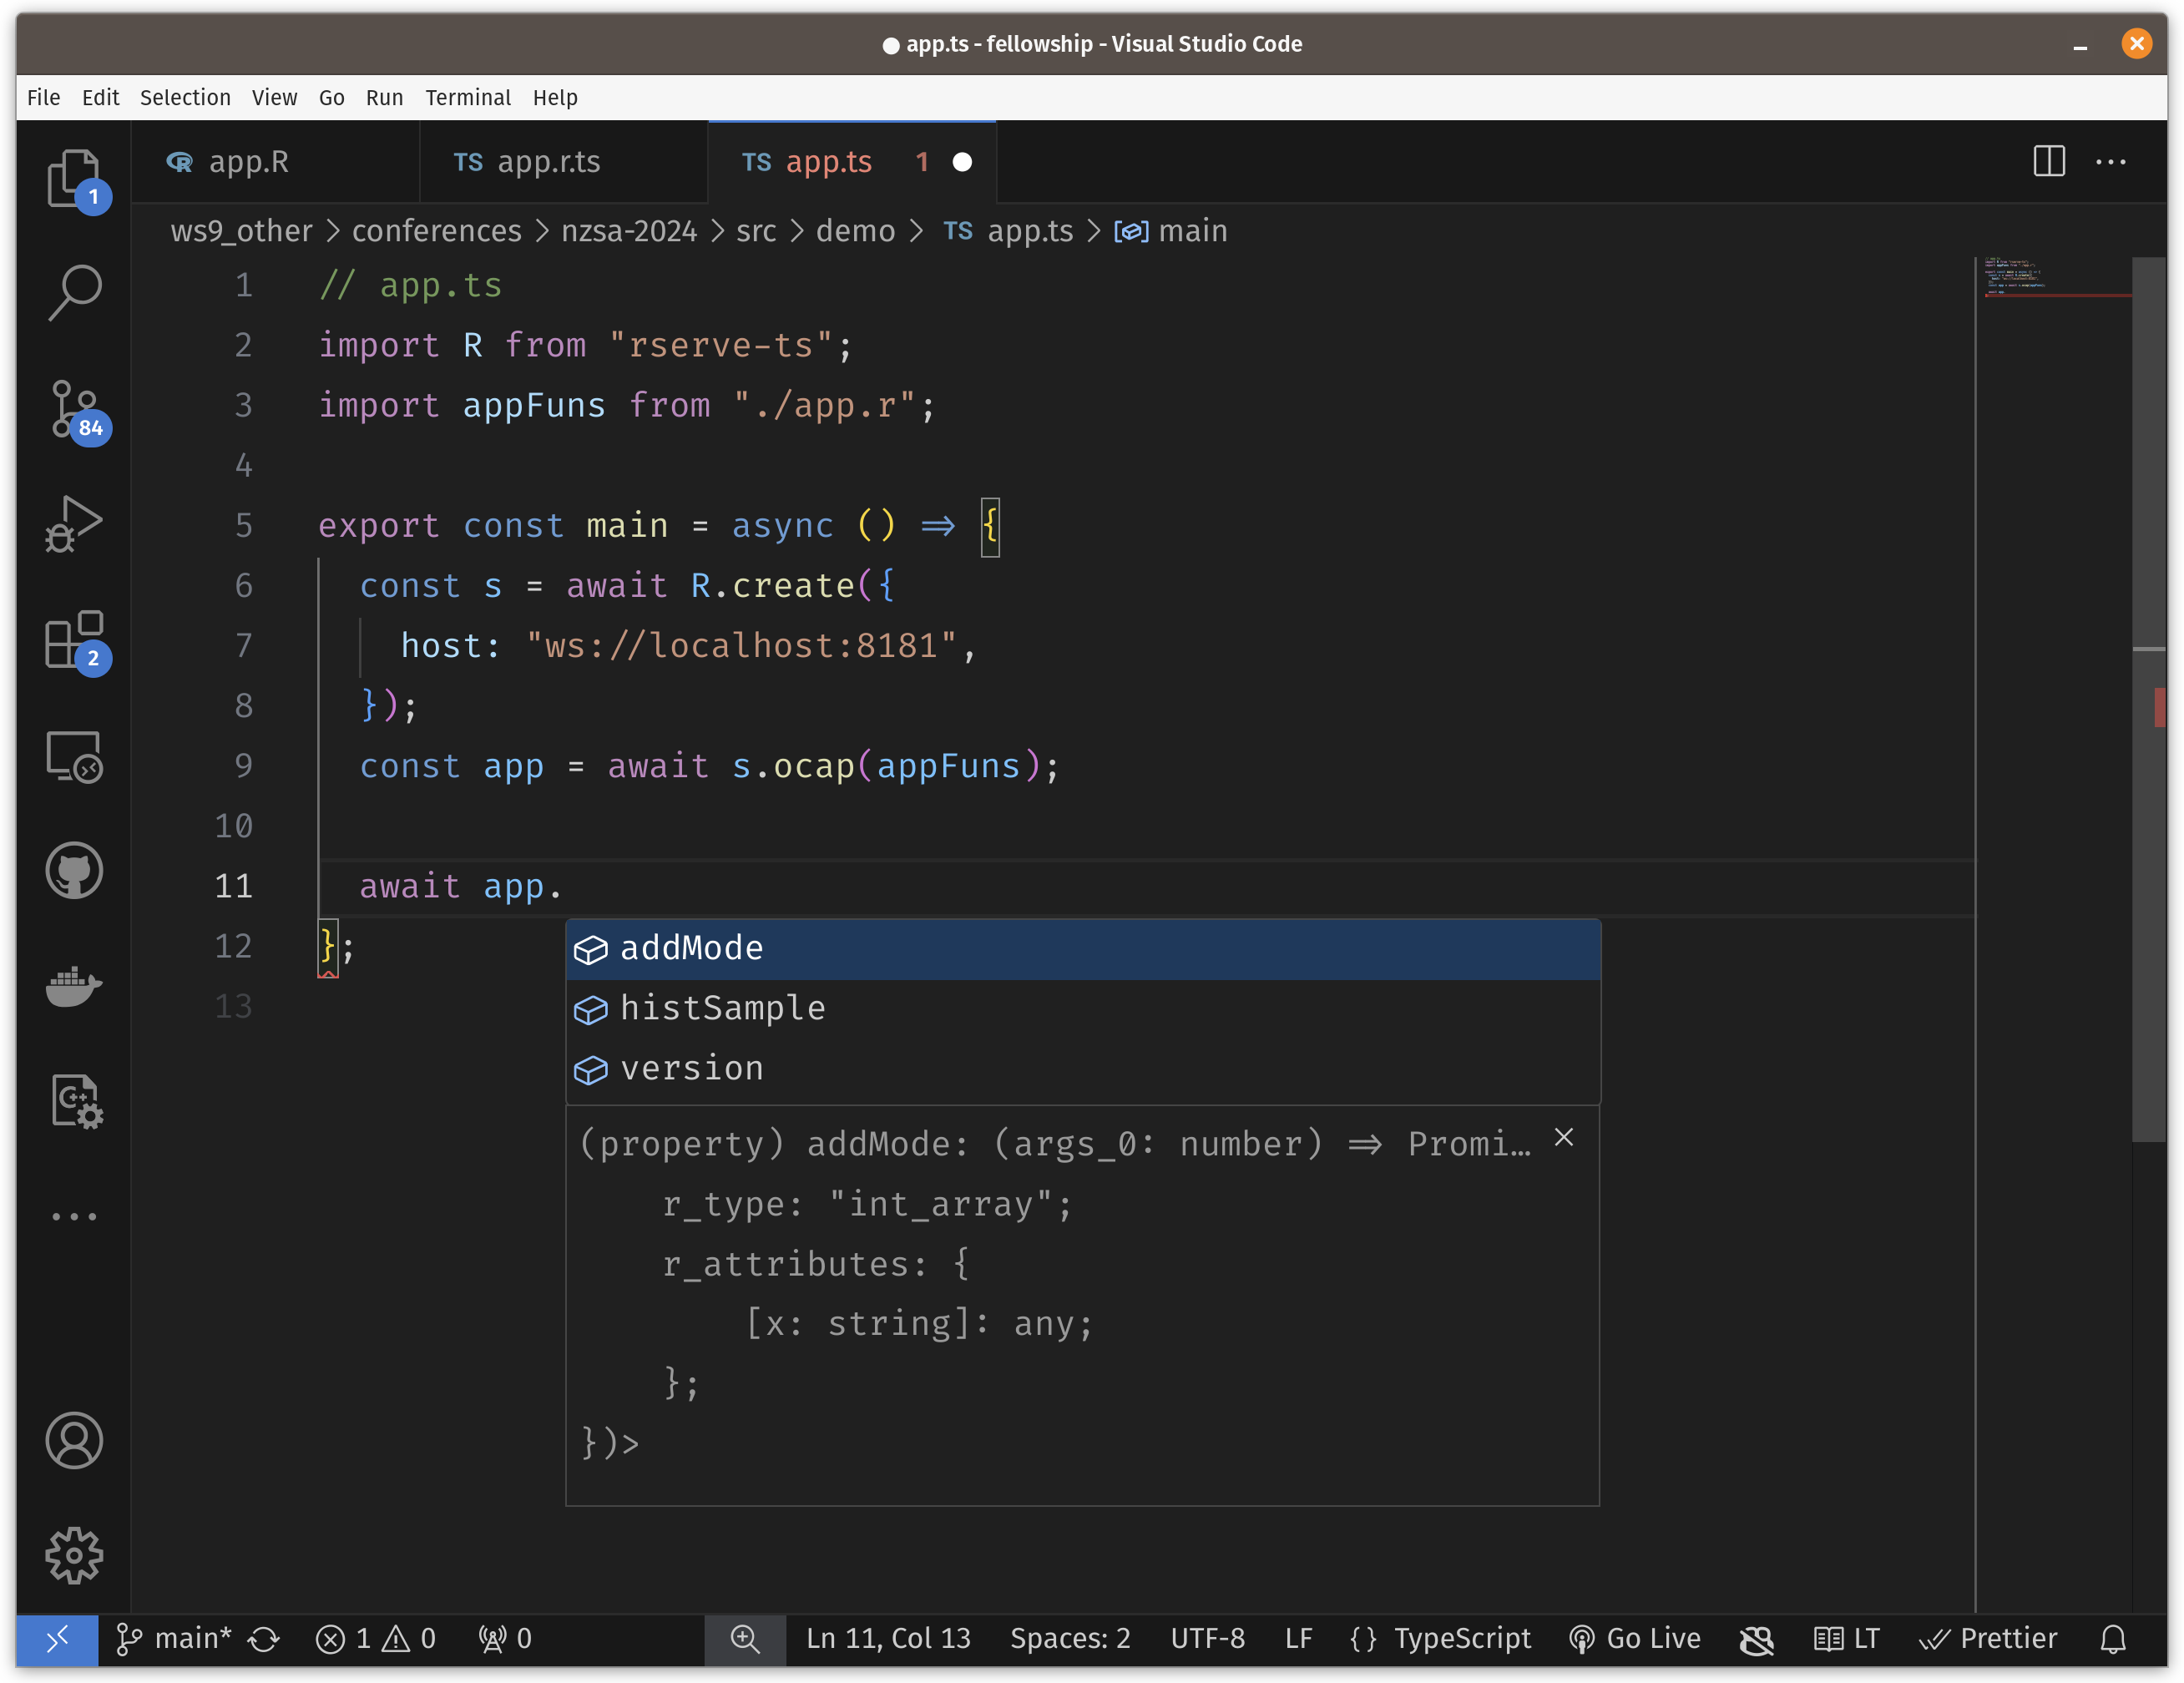 app.ts - fellowship - Visual Studio Code
File Edit Selection View Go Run Terminal Help
app.R TS app.r.ts TS app.ts 1
1
ws9_other > conferences > nzsa-2024 > src > demo > TS app.ts > main
1 // app.ts
2 import R from "rserve-ts";
3 import appFuns from "./app.r";
84
4
5 export const main = async () => {
6 const s = await R.create({
7 host: "ws://localhost:8181",
2
8 });
9 const app = await s.ocap(appFuns);
10
11 await app.
12 };
13
addMode
histSample
version
(property) addMode: (args_0: number) => Promi…
r_type: "int_array";
r_attributes: {
[x: string]: any;
};
})>
C++
main* 1 0 0 Ln 11, Col 13 Spaces: 2 UTF-8 LF {} TypeScript Go Live LT Prettier